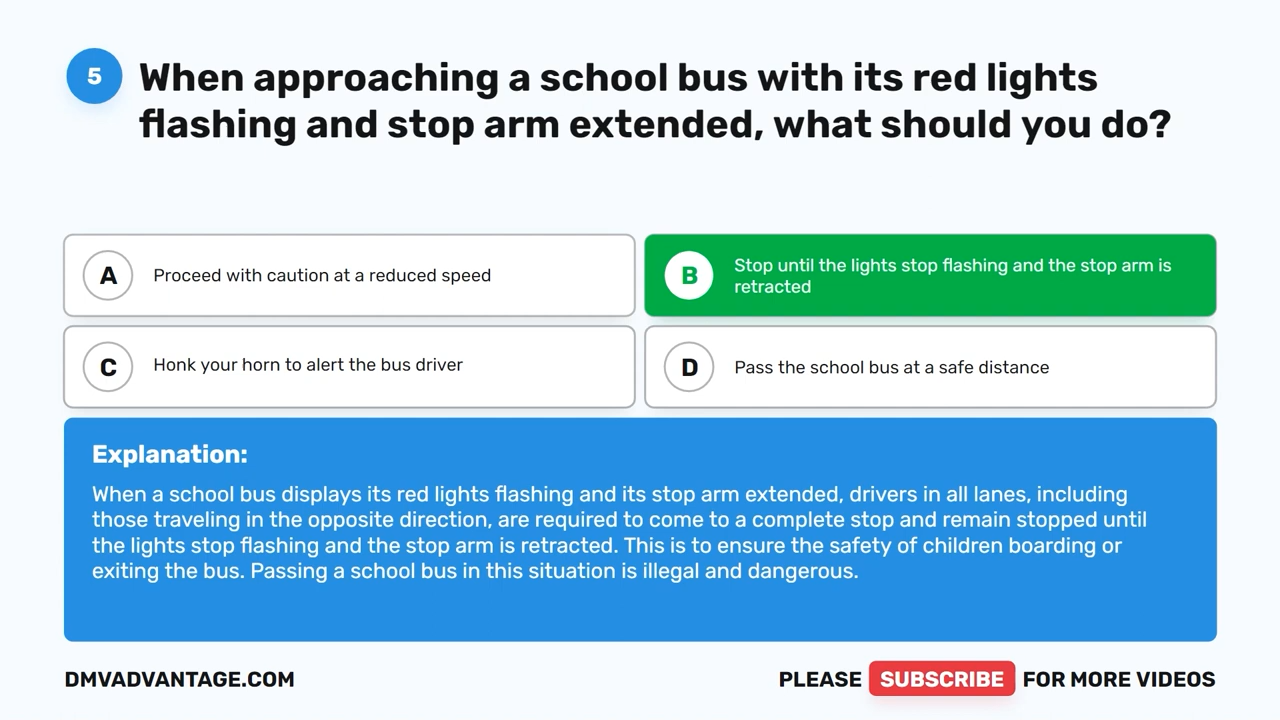 5
When approaching a school bus with its red lights
flashing and stop arm extended, what should you do?
A
Proceed with caution at a reduced speed
B
Stop until the lights stop flashing and the stop arm is
retracted
C
Honk your horn to alert the bus driver
D
Pass the school bus at a safe distance
Explanation:
When a school bus displays its red lights flashing and its stop arm extended, drivers in all lanes, including
those traveling in the opposite direction, are required to come to a complete stop and remain stopped until
the lights stop flashing and the stop arm is retracted. This is to ensure the safety of children boarding or
exiting the bus. Passing a school bus in this situation is illegal and dangerous.
DMVADVANTAGE.COM
PLEASE SUBSCRIBE FOR MORE VIDEOS